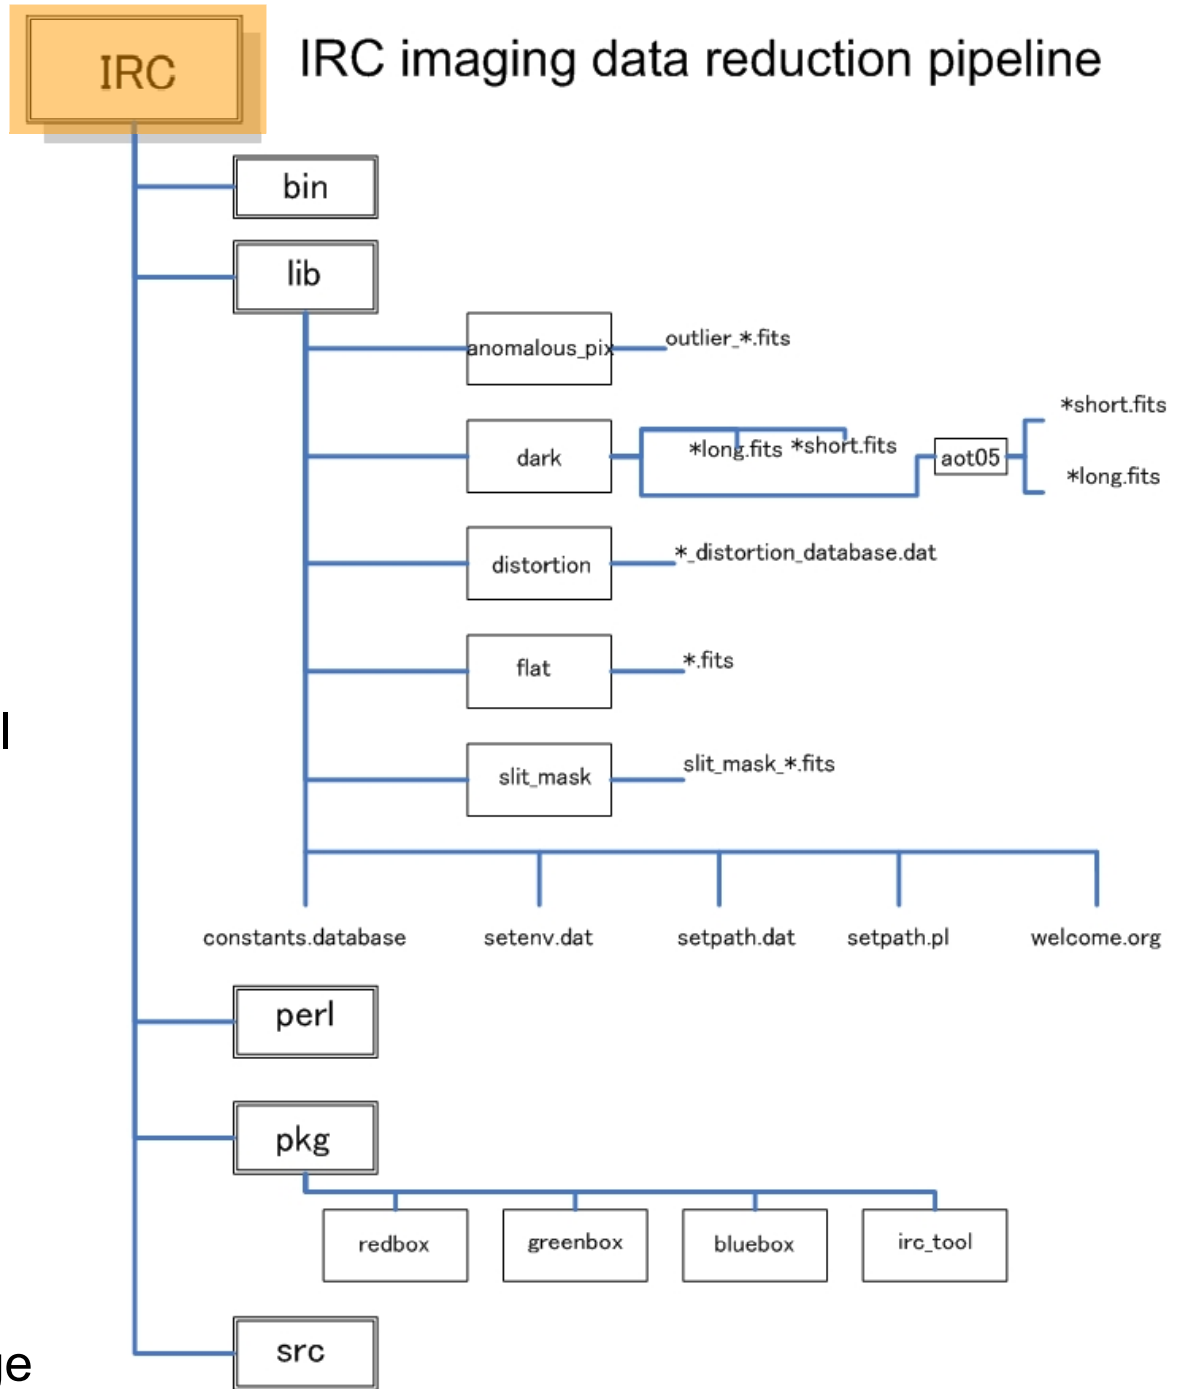 IRC
IRC imaging data reduction pipeline
bin
lib
anomalous_pix
outlier_*.fits
dark
*long.fits *short.fits
aot05
*short.fits
*long.fits
distortion
*_distortion_database.dat
flat
*.fits
l
slit_mask
slit_mask_*.fits
constants.database
setenv.dat
setpath.dat
setpath.pl
welcome.org
perl
pkg
redbox
greenbox
bluebox
irc_tool
src
ge